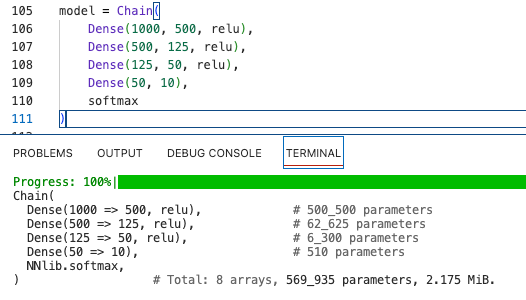 105 model = Chain(
106 Dense(1000, 500, relu),
107 Dense(500, 125, relu),
108 Dense(125, 50, relu),
109 Dense(50, 10),
110 softmax
111 )
PROBLEMS OUTPUT DEBUG CONSOLE TERMINAL
Progress: 100%|
Chain(
Dense(1000 => 500, relu), # 500_500 parameters
Dense(500 => 125, relu), # 62_625 parameters
Dense(125 => 50, relu), # 6_300 parameters
Dense(50 => 10), # 510 parameters
NNlib.softmax,
) # Total: 8 arrays, 569_935 parameters, 2.175 MiB.